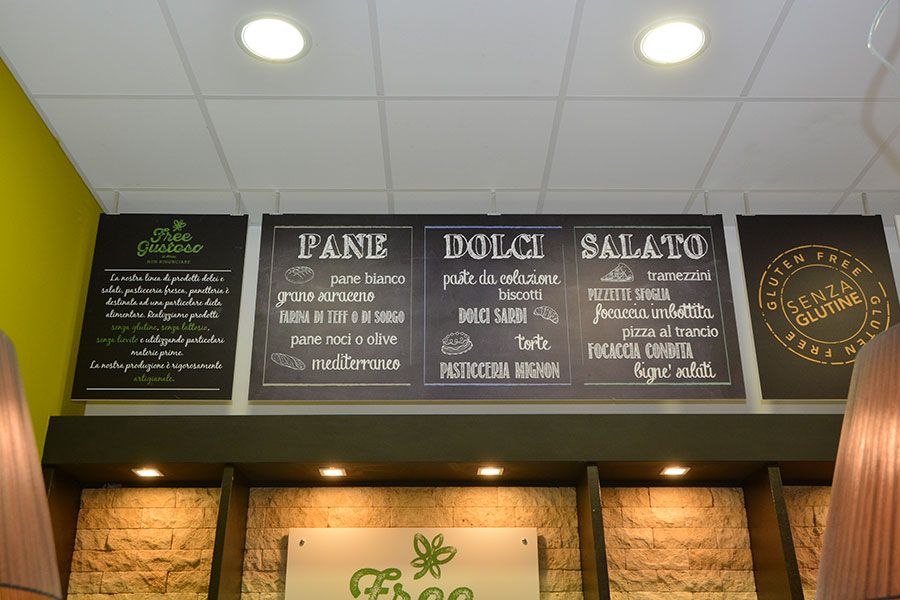 Free
Gustoso
NON RINUNCIARE
La nostra linea di prodotti dolci e
salati, pasticceria fresca, panetteria è
destinata ad una particolare dieta
alimentare. Realizziamo prodotti
senza glutine, senza lattosio,
senza lievito e utilizzando particolari
materie prime.
La nostra produzione è rigorosamente
artigianale.
PANE
pane bianco
grano saraceno
FARINA DI TEFF O DI SORGO
pane noci o olive
mediterraneo
DOLCI
paste da colazione
biscotti
DOLCI SARDI
torte
PASTICCERIA MIGNON
SALATO
tramezzini
PIZZETTE SFOGLIA
focaccia imbottita
pizza al trancio
FOCACCIA CONDITA
bigne' salati
GLUTEN FREE
SENZA
GLUTINE
GLUTEN FREE
GLUTEN FREE
Free